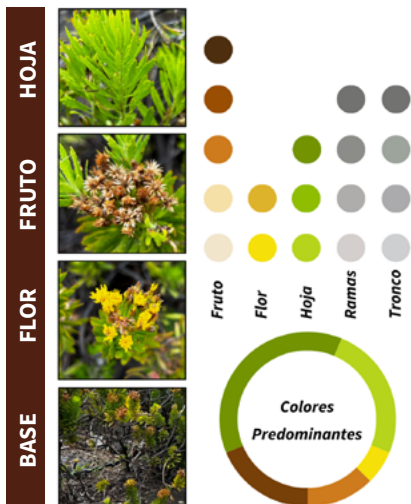 HOJA
FRUTO
FLOR
BASE
Fruto
Flor
Hoja
Ramas
Tronco
Colores
Predominantes